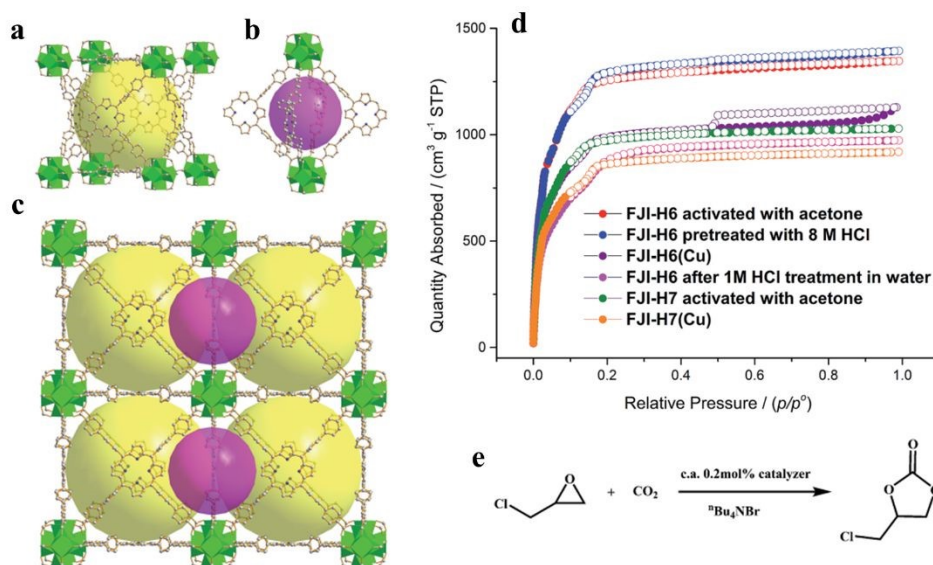 a
b
c
d
Quantity Absorbed / (cm³ g⁻¹ STP)
1500
1000
500
0
FJI-H6 activated with acetone
FJI-H6 pretreated with 8 M HCl
FJI-H6(Cu)
FJI-H6 after 1M HCl treatment in water
FJI-H7 activated with acetone
FJI-H7(Cu)
0.0 0.2 0.4 0.6 0.8 1.0
Relative Pressure / (p/pᵒ)
e
Cl
O
+
CO₂
c.a. 0.2mol% catalyzer
ⁿBu₄NBr
O
O
O
Cl